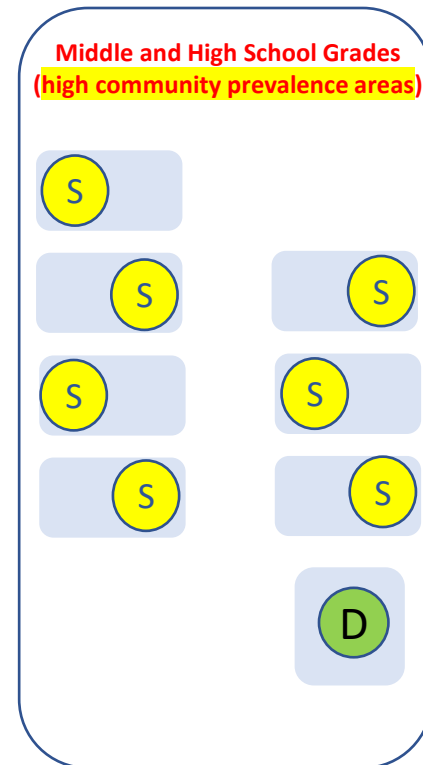 Middle and High School Grades
(high community prevalence areas)
S
S S
S S
S S
D